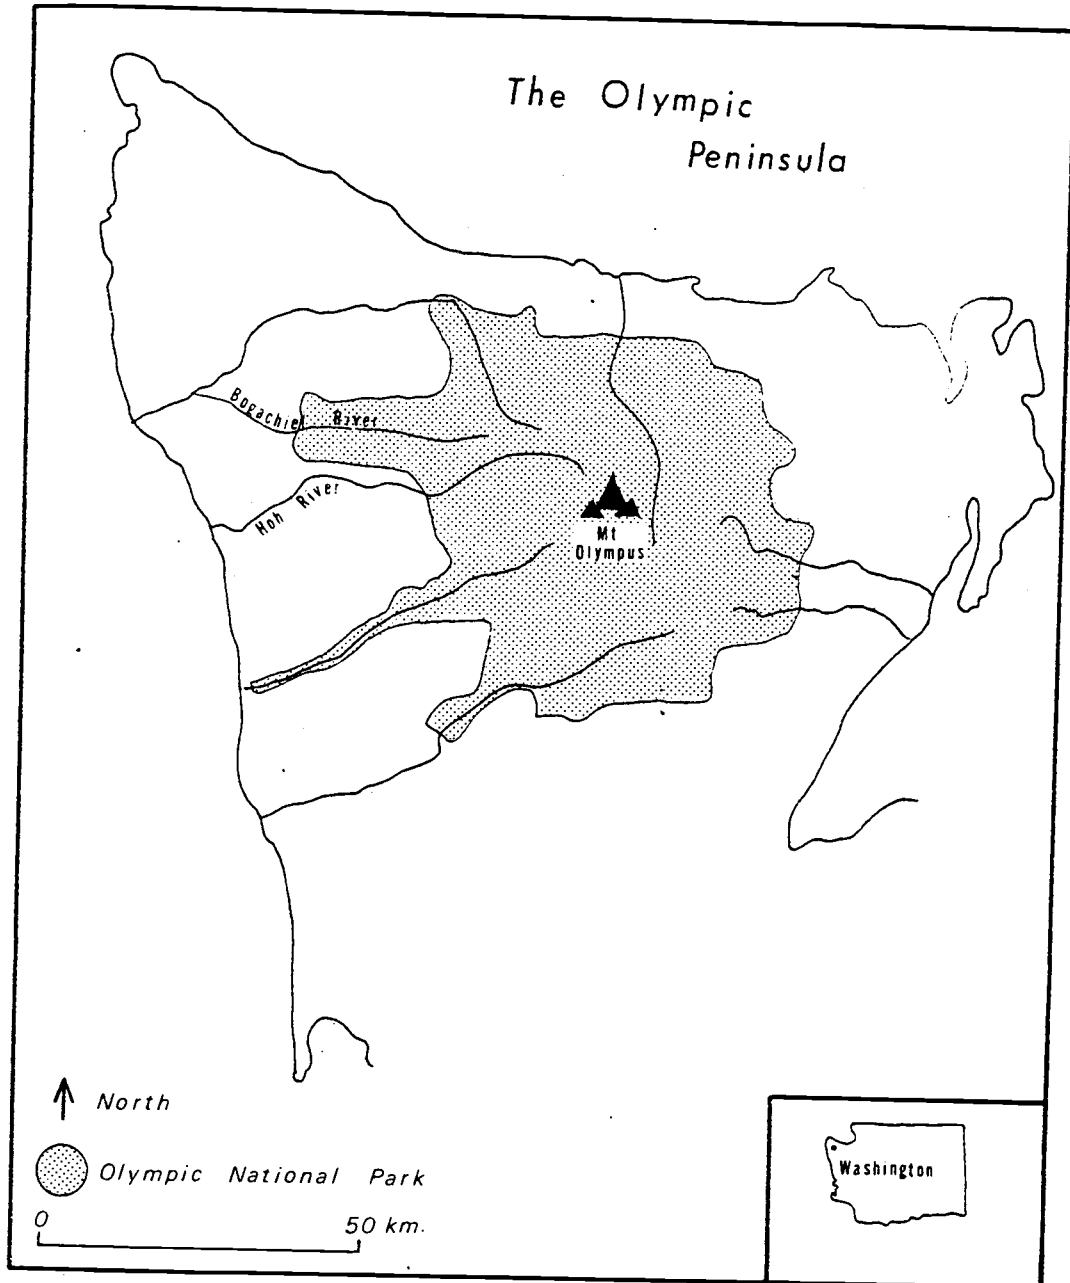 The Olympic
Peninsula
Bogachiel River
Hoh River
Mt
Olympus
North
Olympic National Park
0 50 km.
Washington